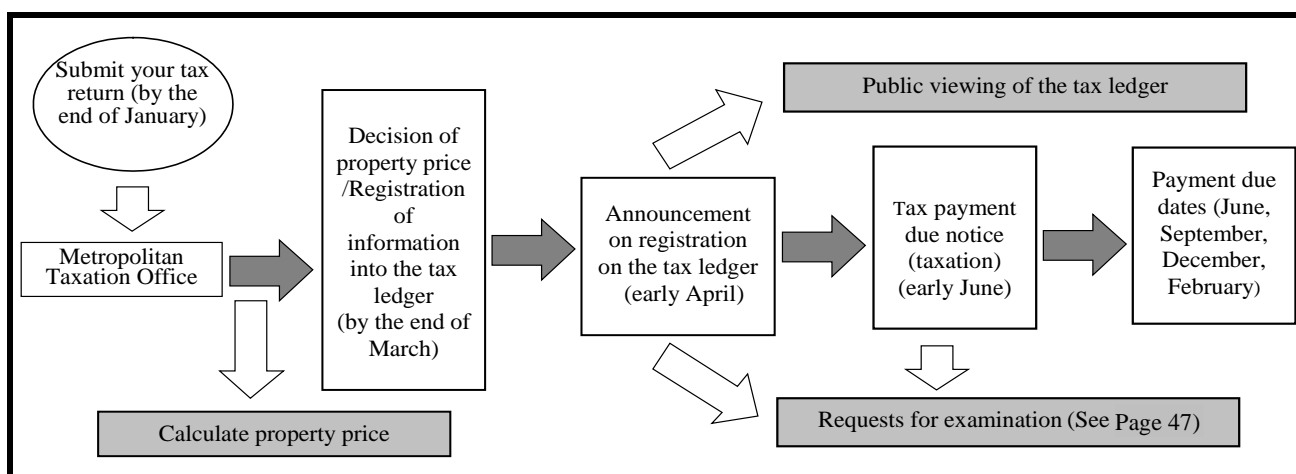 Submit your tax
return (by the
end of January)
Metropolitan
Taxation Office
Calculate property price
Decision of
property price
/Registration
of
information
into the tax
ledger
(by the end of
March)
Announcement
on registration
on the tax ledger
(early April)
Public viewing of the tax ledger
Tax payment
due notice
(taxation)
(early June)
Requests for examination (See Page 47)
Payment due
dates (June,
September,
December,
February)